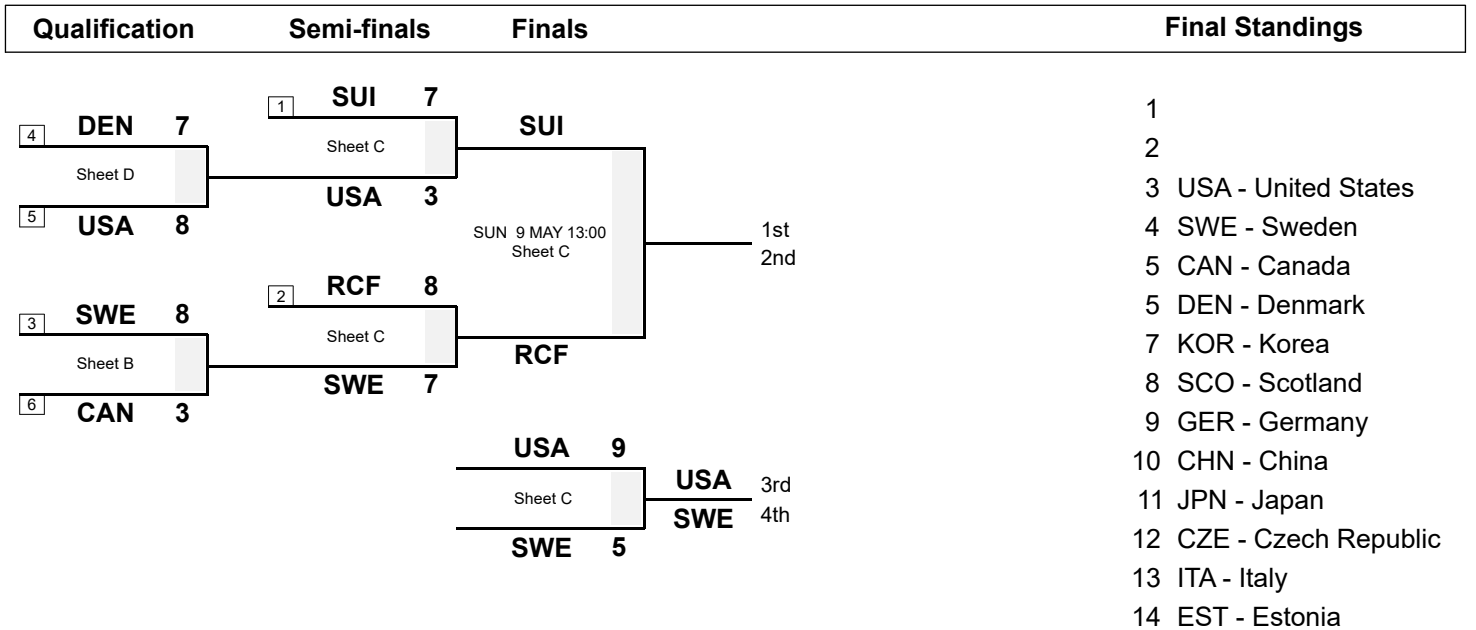 Qualification Semi-finals Finals Final Standings
1 SUI 7
4 DEN 7
Sheet C
SUI
Sheet D
USA 3
5 USA 8
SUN 9 MAY 13:00
Sheet C
1st
2nd
2 RCF 8
3 SWE 8
Sheet C
RCF
Sheet B
SWE 7
6 CAN 3
USA 9
Sheet C
USA 3rd
SWE 4th
SWE 5
1
2
3 USA - United States
4 SWE - Sweden
5 CAN - Canada
5 DEN - Denmark
7 KOR - Korea
8 SCO - Scotland
9 GER - Germany
10 CHN - China
11 JPN - Japan
12 CZE - Czech Republic
13 ITA - Italy
14 EST - Estonia